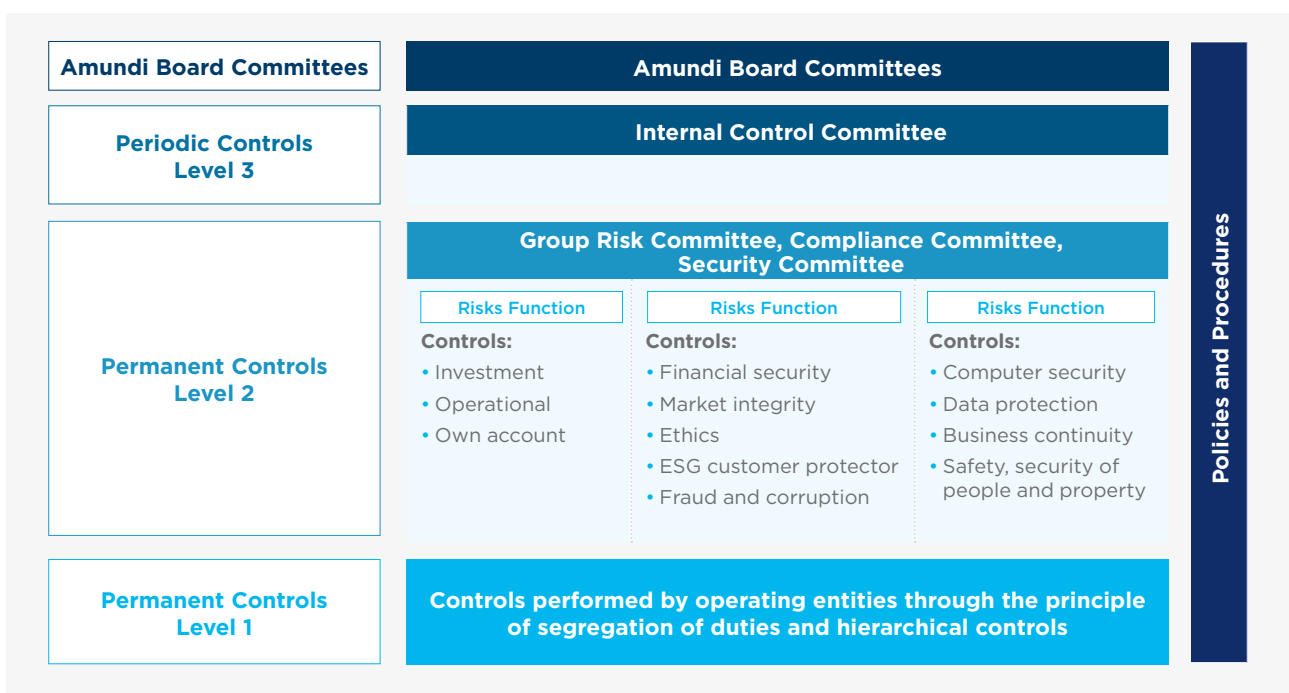 Amundi Board Committees
Amundi Board Committees
Periodic Controls
Level 3
Internal Control Committee
Permanent Controls
Level 2
Group Risk Committee, Compliance Committee,
Security Committee
Risks Function
Controls:
• Investment
• Operational
• Own account
Risks Function
Controls:
• Financial security
• Market integrity
• Ethics
• ESG customer protector
• Fraud and corruption
Risks Function
Controls:
• Computer security
• Data protection
• Business continuity
• Safety, security of
people and property
Permanent Controls
Level 1
Controls performed by operating entities through the principle
of segregation of duties and hierarchical controls
Policies and Procedures